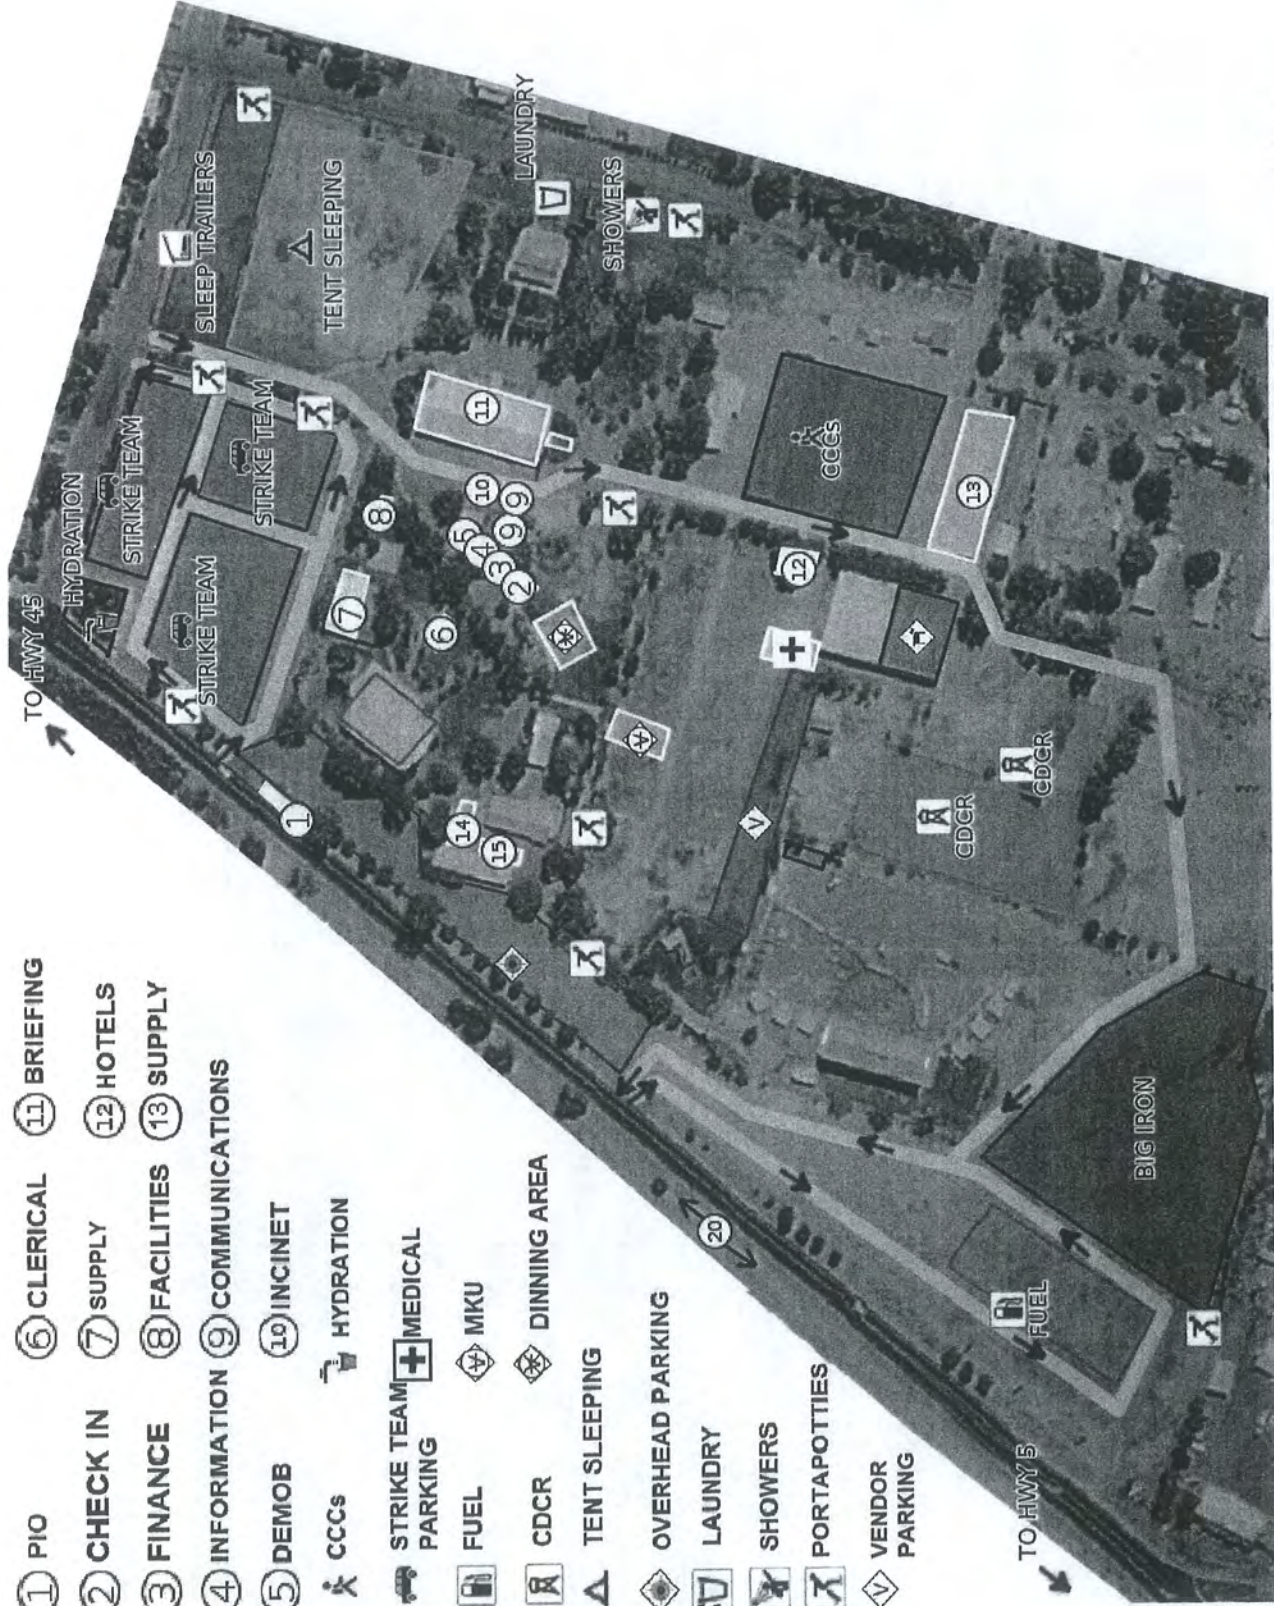 ① PIO
② CHECK IN
③ FINANCE
④ INFORMATION
⑤ DEMOB
⑥ CLERICAL
⑦ SUPPLY
⑧ FACILITIES
⑨ COMMUNICATIONS
⑩ INCINET
⑪ BRIEFING
⑫ HOTELS
⑬ SUPPLY
CCCs
HYDRATION
STRIKE TEAM
PARKING
MEDICAL
FUEL
MKU
CDCR
DINNING AREA
TENT SLEEPING
OVERHEAD PARKING
LAUNDRY
SHOWERS
PORTAPOTTIES
V
VENDOR
PARKING
TO HWY 45
HYDRATION
STRIKE TEAM
STRIKE TEAM
STRIKE TEAM
SLEEP TRAILERS
TENT SLEEPING
LAUNDRY
SHOWERS
1
7
8
6
5
4
3
2
9
9
10
11
14
15
12
CCCs
13
V
CDCR
CDCR
20
BIG IRON
FUEL
TO HWY 5